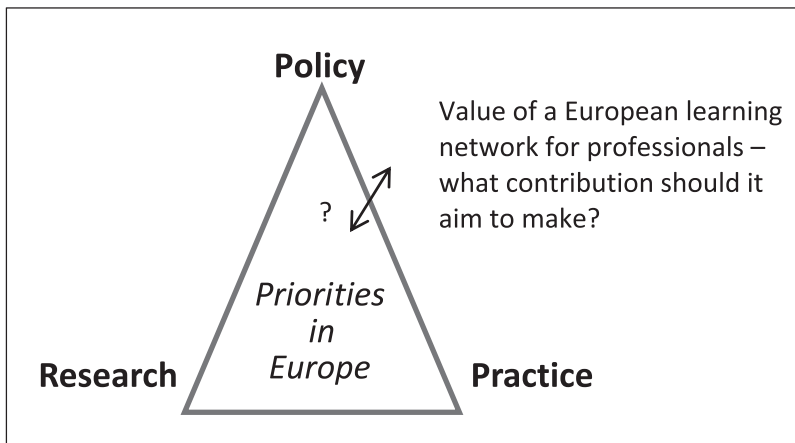 Policy
Value of a European learning
network for professionals –
what contribution should it
aim to make?
?
Priorities
in
Europe
Research
Practice